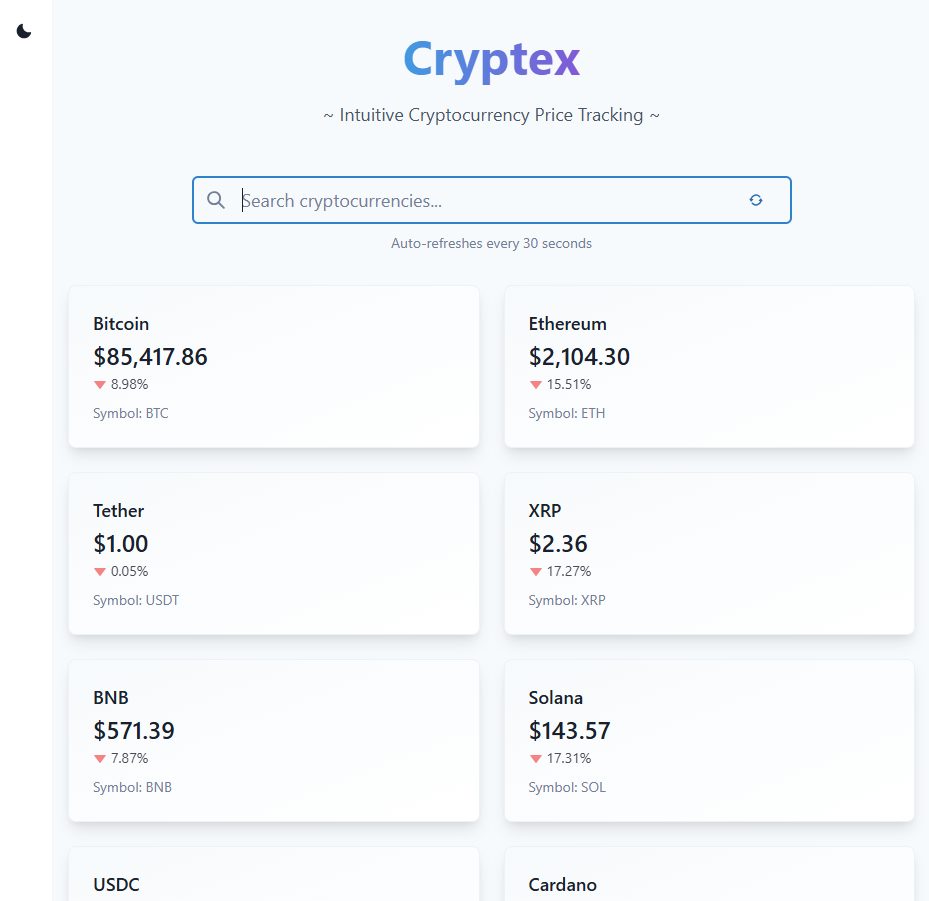 Cryptex
~ Intuitive Cryptocurrency Price Tracking ~
Search cryptocurrencies...
Auto-refreshes every 30 seconds
Bitcoin
$85,417.86
8.98%
Symbol: BTC
Ethereum
$2,104.30
15.51%
Symbol: ETH
Tether
$1.00
0.05%
Symbol: USDT
XRP
$2.36
17.27%
Symbol: XRP
BNB
$571.39
7.87%
Symbol: BNB
Solana
$143.57
17.31%
Symbol: SOL
USDC
Cardano